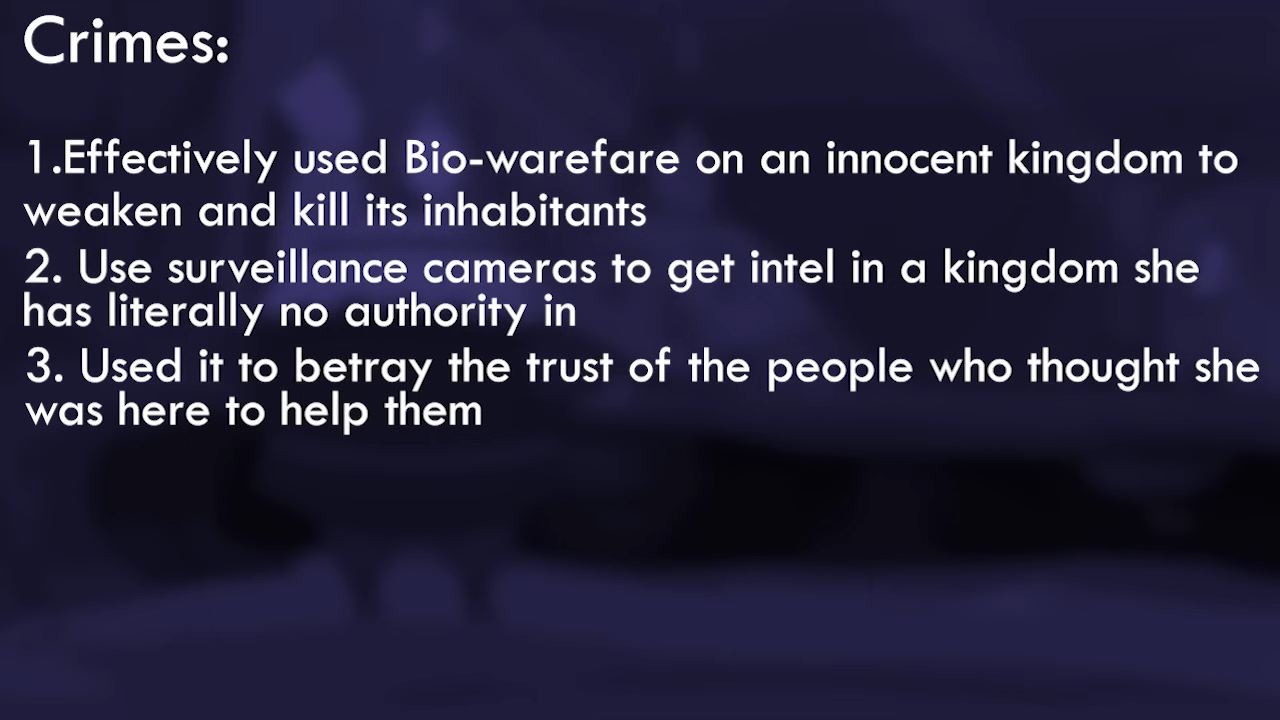 Crimes:
1.Effectively used Bio-warefare on an innocent kingdom to
weaken and kill its inhabitants
2. Use surveillance cameras to get intel in a kingdom she
has literally no authority in
3. Used it to betray the trust of the people who thought she
was here to help them